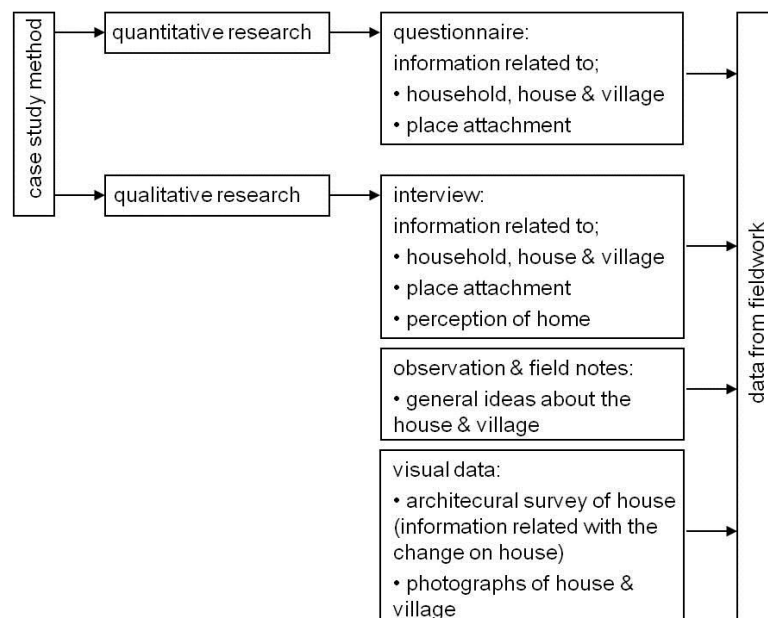 case study method
quantitative research
questionnaire:
information related to;
• household, house & village
• place attachment
qualitative research
interview:
information related to;
• household, house & village
• place attachment
• perception of home
observation & field notes:
• general ideas about the
house & village
visual data:
• architecural survey of house
(information related with the
change on house)
• photographs of house &
village
data from fieldwork